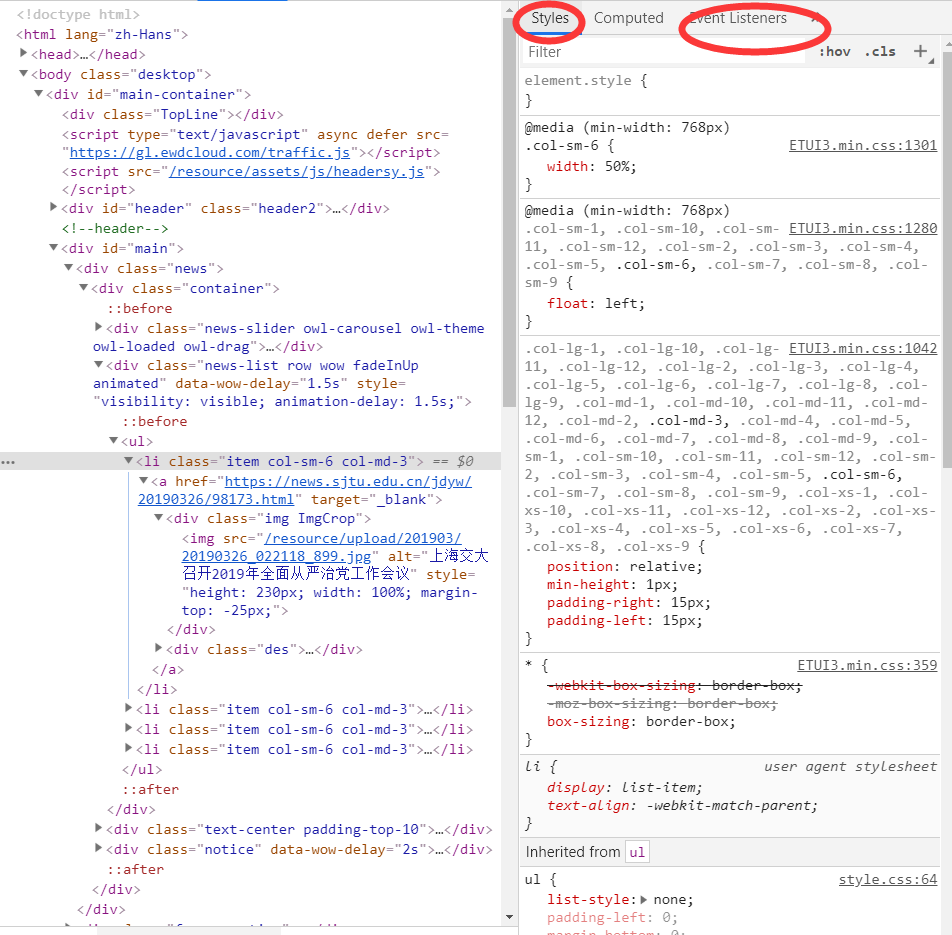 <!doctype html>
<html lang="zh-Hans">
<head>…</head>
<body class="desktop">
<div id="main-container">
<div class="TopLine"></div>
<script type="text/javascript" async defer src=
"https://gl.ewdcloud.com/traffic.js"></script>
<script src="/resource/assets/js/headersy.js">
</script>
<div id="header" class="header2">…</div>
<!--header-->
<div id="main">
<div class="news">
<div class="container">
::before
<div class="news-slider owl-carousel owl-theme
owl-loaded owl-drag">…</div>
<div class="news-list row wow fadeInUp
animated" data-wow-delay="1.5s" style=
"visibility: visible; animation-delay: 1.5s;">
::before
<ul>
<li class="item col-sm-6 col-md-3"> == $0
<a href="https://news.sjtu.edu.cn/jdyw/
20190326/98173.html" target="_blank">
<div class="img ImgCrop">
<img src="/resource/upload/201903/
20190326_022118_899.jpg" alt="上海交大
召开2019年全面从严治党工作会议" style=
"height: 230px; width: 100%; margin-
top: -25px;">
</div>
<div class="des">…</div>
</a>
</li>
<li class="item col-sm-6 col-md-3">…</li>
<li class="item col-sm-6 col-md-3">…</li>
<li class="item col-sm-6 col-md-3">…</li>
</ul>
::after
</div>
<div class="text-center padding-top-10">…</div>
<div class="notice" data-wow-delay="2s">…</div>
::after
</div>
</div>
Styles Computed Event Listeners
Filter :hov .cls +
element.style {
}
@media (min-width: 768px)
.col-sm-6 { ETUI3.min.css:1301
width: 50%;
}
@media (min-width: 768px)
.col-sm-1, .col-sm-10, .col-sm- ETUI3.min.css:1280
11, .col-sm-12, .col-sm-2, .col-sm-3, .col-sm-4,
.col-sm-5, .col-sm-6, .col-sm-7, .col-sm-8, .col-
sm-9 {
float: left;
}
.col-lg-1, .col-lg-10, .col-lg- ETUI3.min.css:1042
11, .col-lg-12, .col-lg-2, .col-lg-3, .col-lg-4,
.col-lg-5, .col-lg-6, .col-lg-7, .col-lg-8, .col-
lg-9, .col-md-1, .col-md-10, .col-md-11, .col-md-
12, .col-md-2, .col-md-3, .col-md-4, .col-md-5,
.col-md-6, .col-md-7, .col-md-8, .col-md-9, .col-
sm-1, .col-sm-10, .col-sm-11, .col-sm-12, .col-sm-
2, .col-sm-3, .col-sm-4, .col-sm-5, .col-sm-6,
.col-sm-7, .col-sm-8, .col-sm-9, .col-xs-1, .col-
xs-10, .col-xs-11, .col-xs-12, .col-xs-2, .col-xs-
3, .col-xs-4, .col-xs-5, .col-xs-6, .col-xs-7,
.col-xs-8, .col-xs-9 {
position: relative;
min-height: 1px;
padding-right: 15px;
padding-left: 15px;
}
* { ETUI3.min.css:359
-webkit-box-sizing: border-box;
-moz-box-sizing: border-box;
box-sizing: border-box;
}
li { user agent stylesheet
display: list-item;
text-align: -webkit-match-parent;
}
Inherited from ul
ul { style.css:64
list-style: none;
padding-left: 0;
margin-bottom: 0;